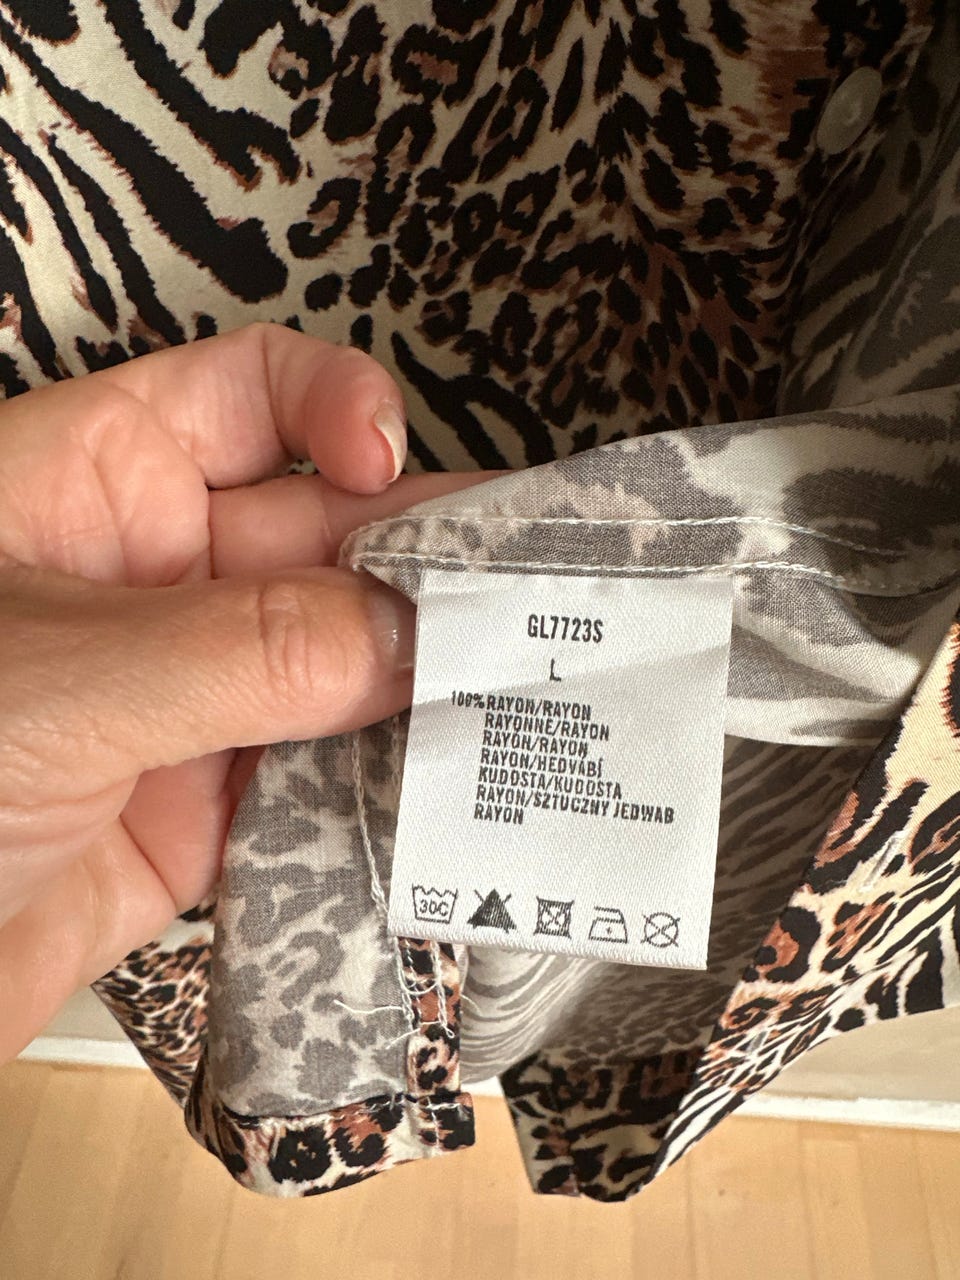 GL7723S
L
100% RAYON/RAYON
RAYONNE/RAYON
RAYON/RAYON
RAYON/HEDVÁBÍ
KUDOSTA/KUDOSTA
RAYON/SZTUCZNY JEDWAB
RAYON
30C